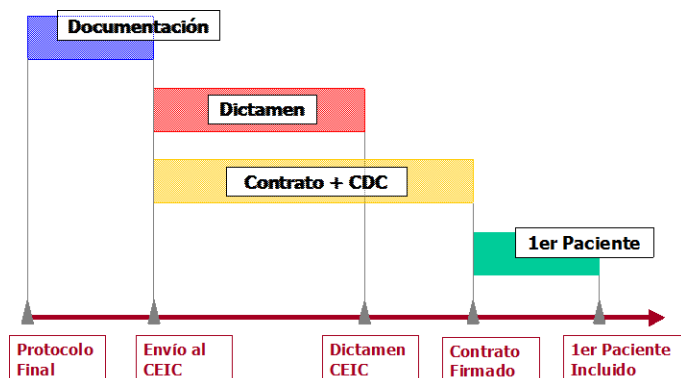 Documentación
Dictamen
Contrato + CDC
1er Paciente
Protocolo
Final
Envío al
CEIC
Dictamen
CEIC
Contrato
Firmado
1er Paciente
Incluido